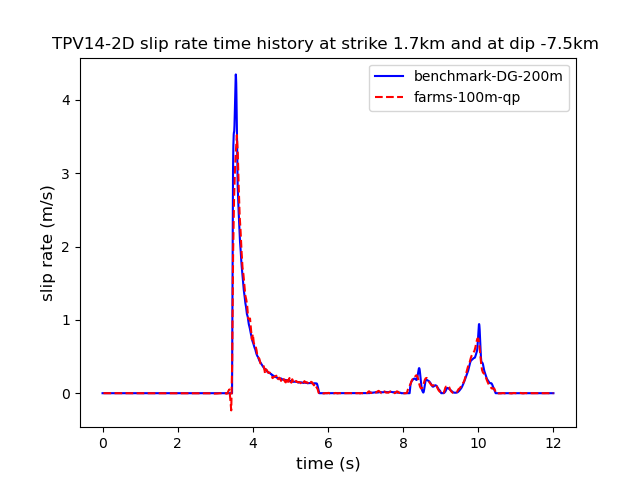 TPV14-2D slip rate time history at strike 1.7km and at dip -7.5km
benchmark-DG-200m
farms-100m-qp
4
3
2
1
0
slip rate (m/s)
0 2 4 6 8 10 12
time (s)